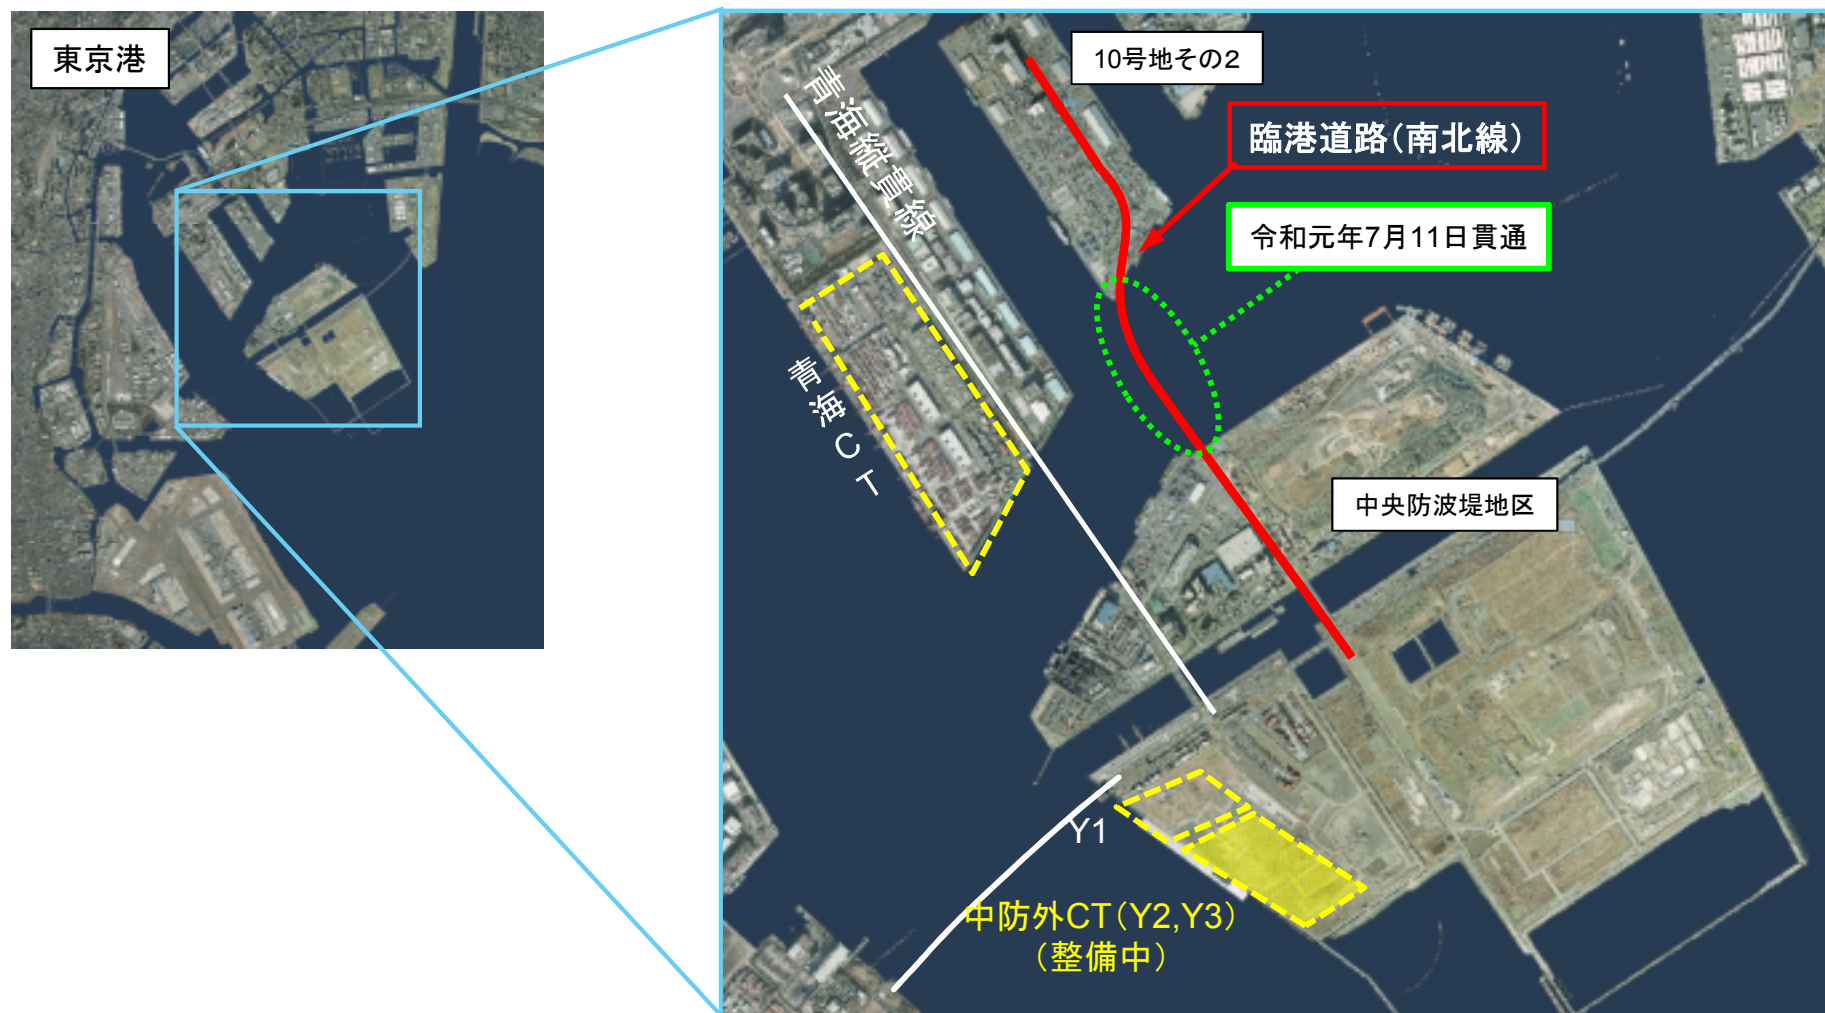 東京港
10号地その2
臨港道路(南北線)
令和元年7月11日貫通
青海縦貫線
青海CT
中央防波堤地区
Y1
中防外CT(Y2,Y3)
(整備中)